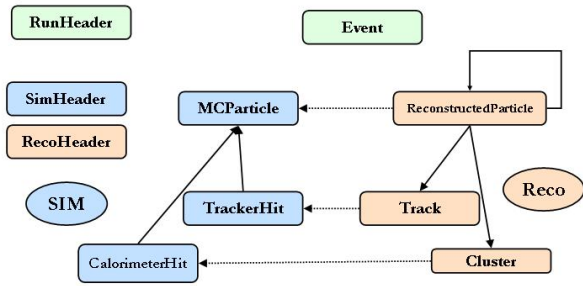 RunHeader
Event
SimHeader
MCParticle
ReconstructedParticle
RecoHeader
SIM
TrackerHit
Track
Reco
CalorimeterHit
Cluster